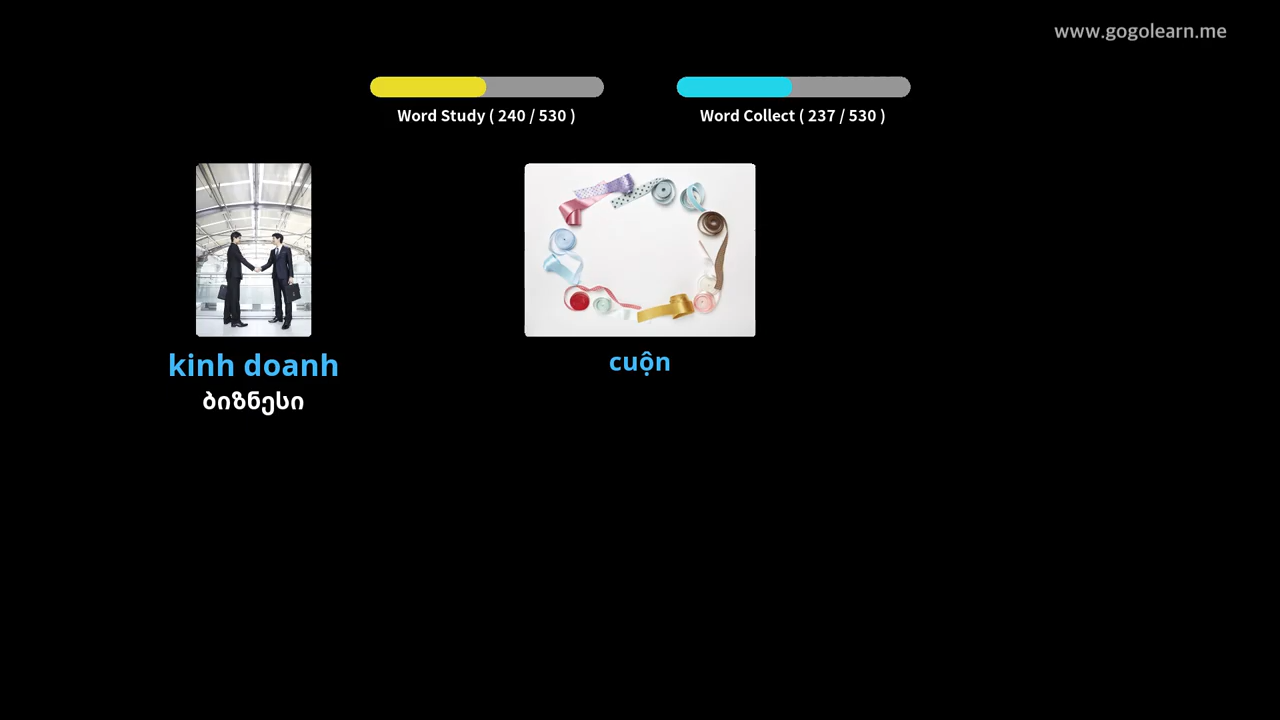 www.gogolearn.me
Word Study ( 240 / 530 )
Word Collect ( 237 / 530 )
kinh doanh
ბიზნესი
cuộn